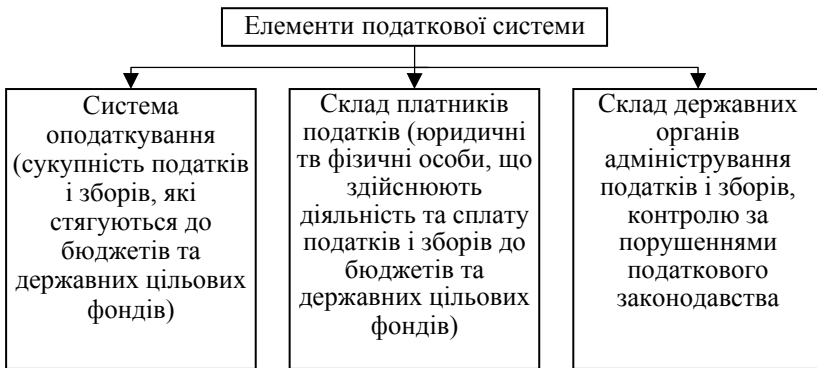 Елементи податкової системи
Система
оподаткування
(сукупність податків
і зборів, які
стягуються до
бюджетів та
державних цільових
фондів)
Склад платників
податків (юридичні
тв фізичні особи, що
здійснюють
діяльність та сплату
податків і зборів до
бюджетів та
державних цільових
фондів)
Склад державних
органів
адміністрування
податків і зборів,
контролю за
порушеннями
податкового
законодавства